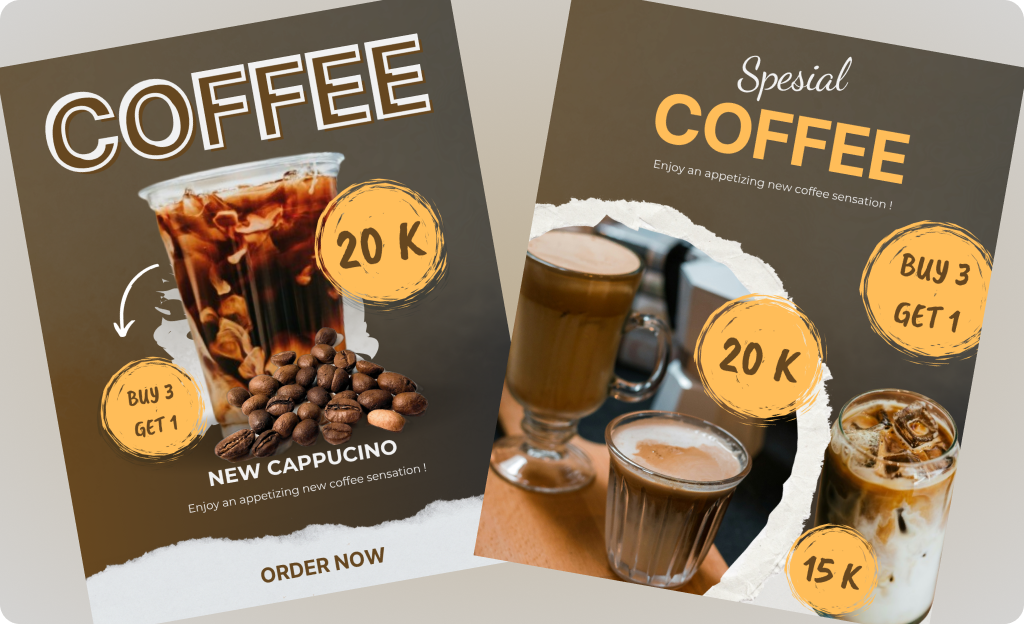 COFFEE
20 K
BUY 3
GET 1
NEW CAPPUCINO
Enjoy an appetizing new coffee sensation !
ORDER NOW
Spesial
COFFEE
Enjoy an appetizing new coffee sensation !
BUY 3
GET 1
20 K
15 K